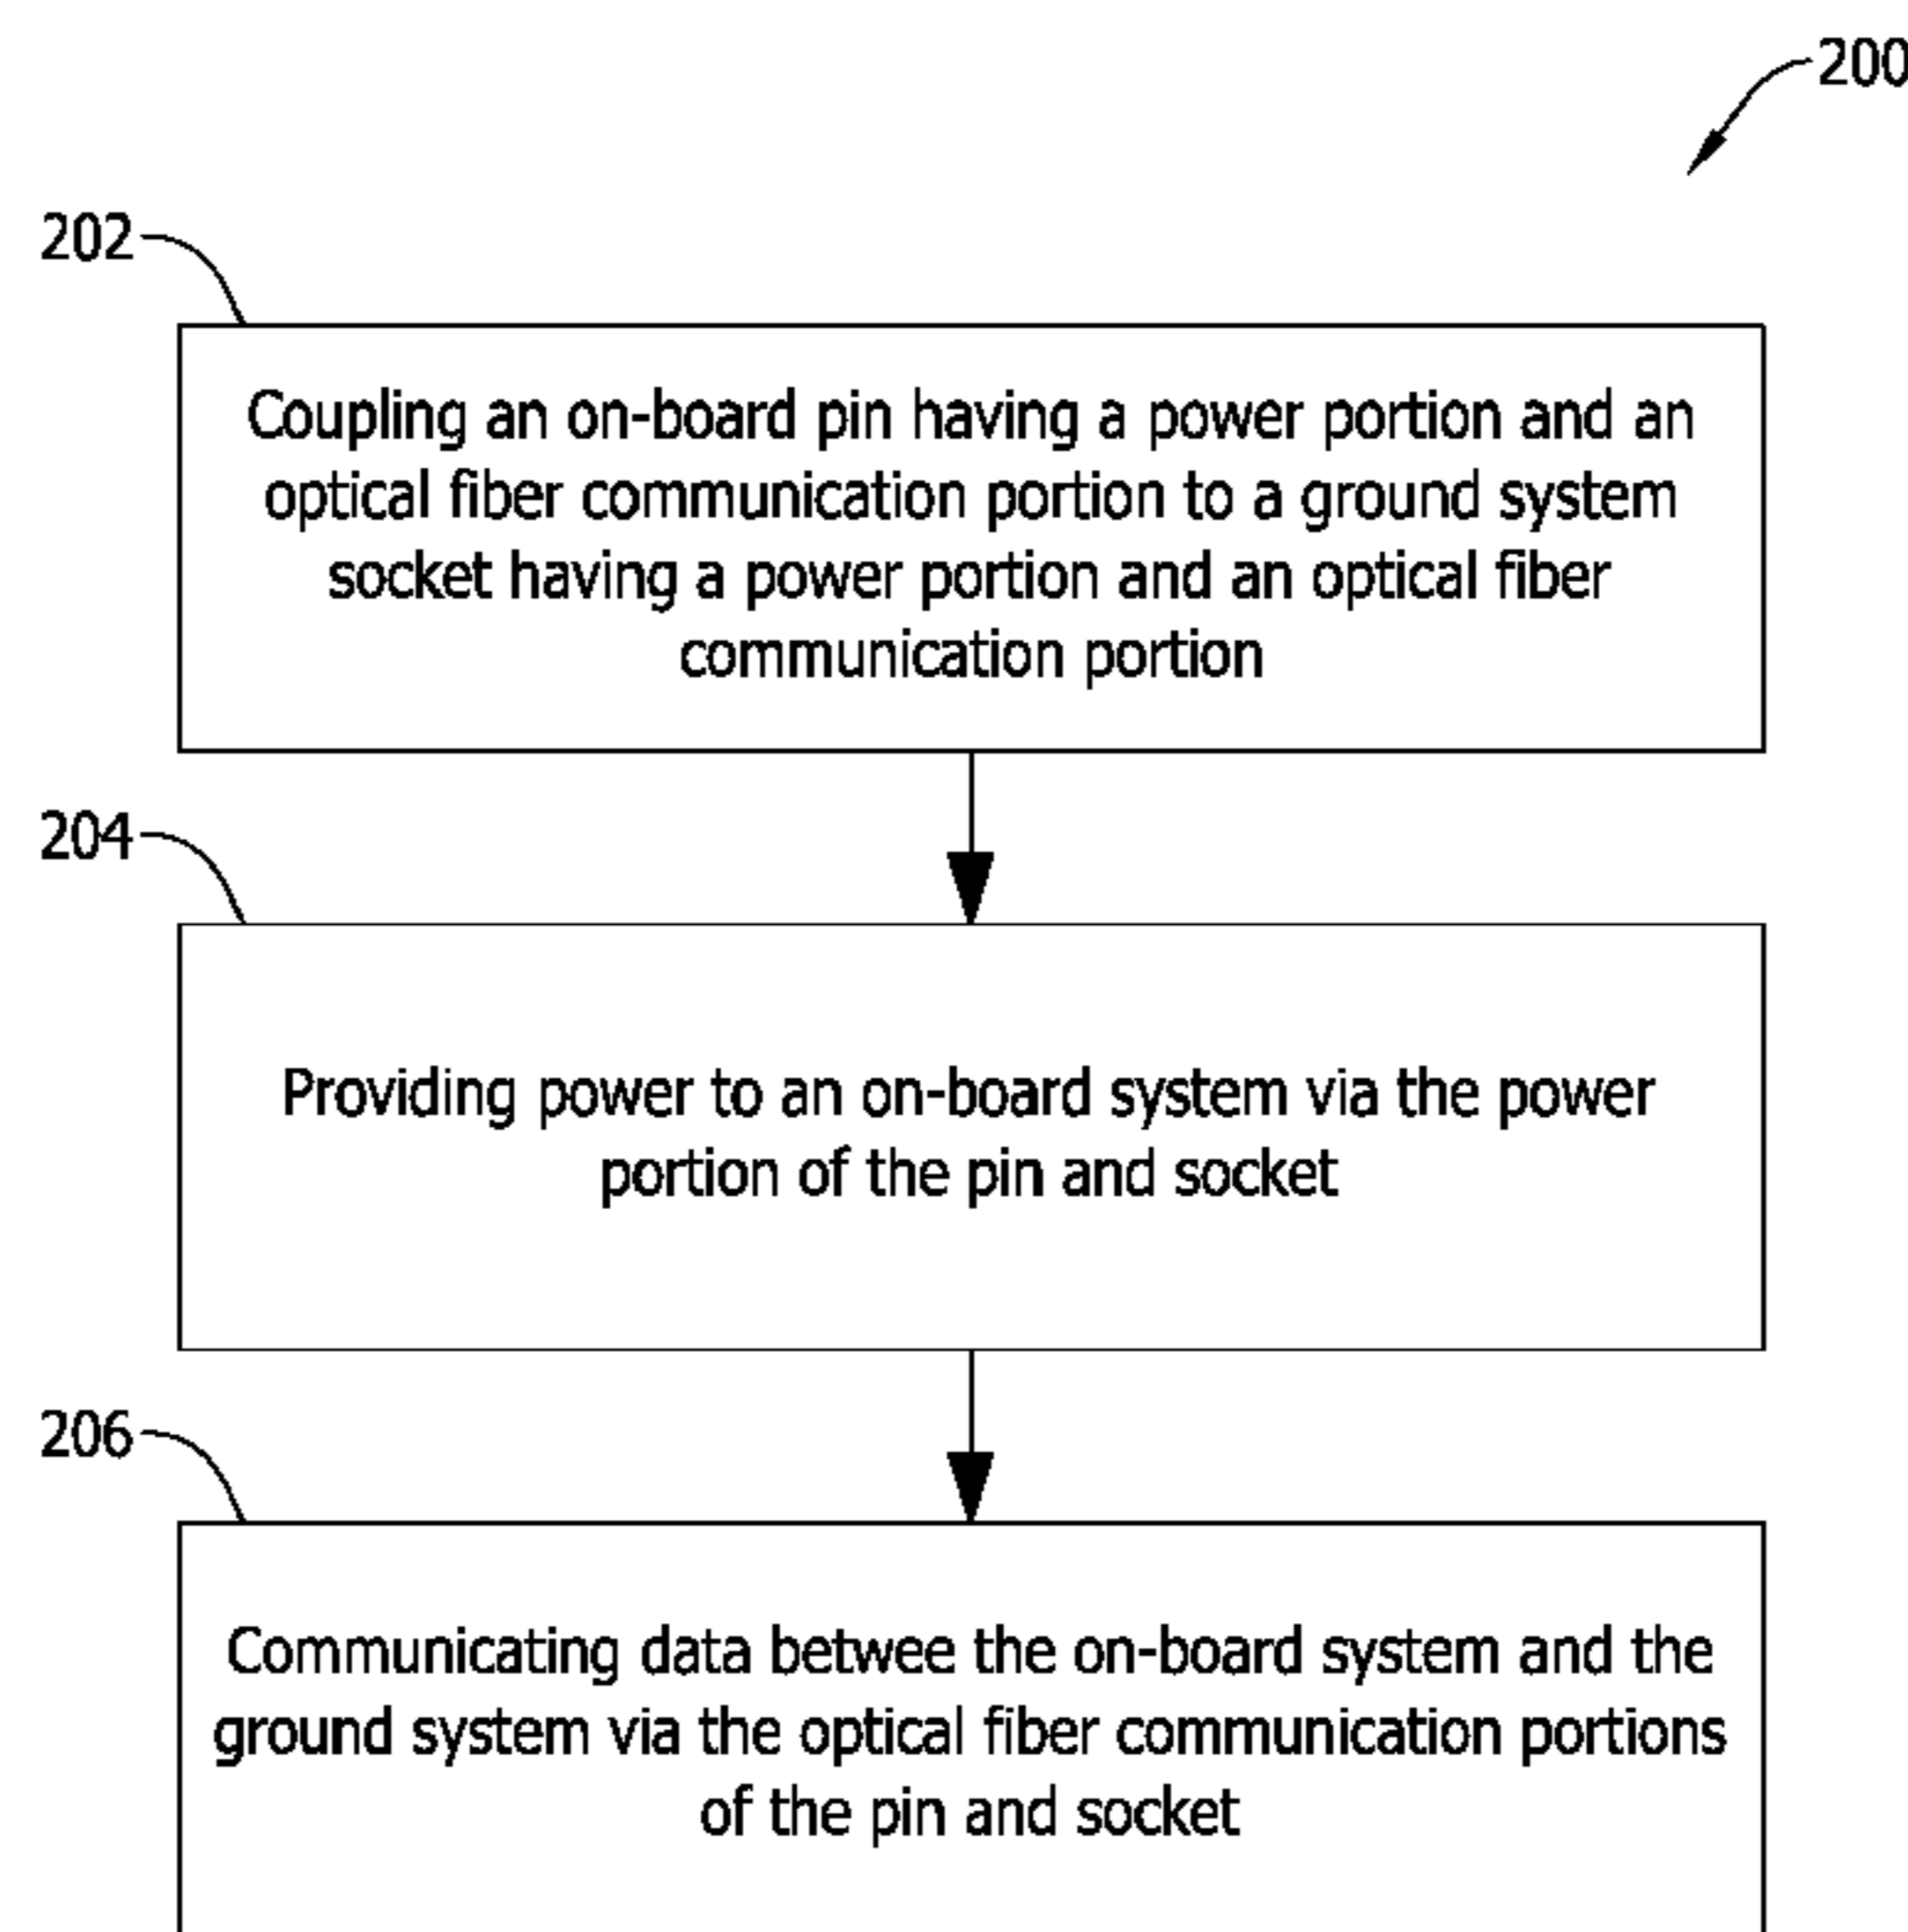 200
202
Coupling an on-board pin having a power portion and an
optical fiber communication portion to a ground system
socket having a power portion and an optical fiber
communication portion
204
Providing power to an on-board system via the power
portion of the pin and socket
206
Communicating data betwee the on-board system and the
ground system via the optical fiber communication portions
of the pin and socket